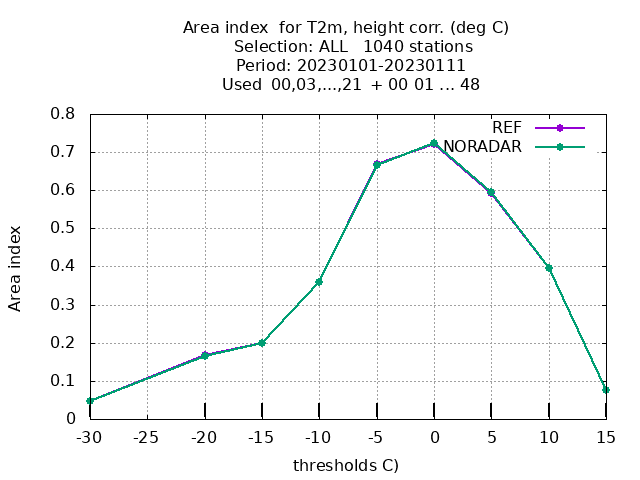 Area index  for T2m, height corr. (deg C)
Selection: ALL   1040 stations
Period: 20230101-20230111
Used  00,03,...,21  + 00 01 ... 48
REF
NORADAR
Area index
0.8
0.7
0.6
0.5
0.4
0.3
0.2
0.1
0
-30 -25 -20 -15 -10 -5 0 5 10 15
thresholds C)